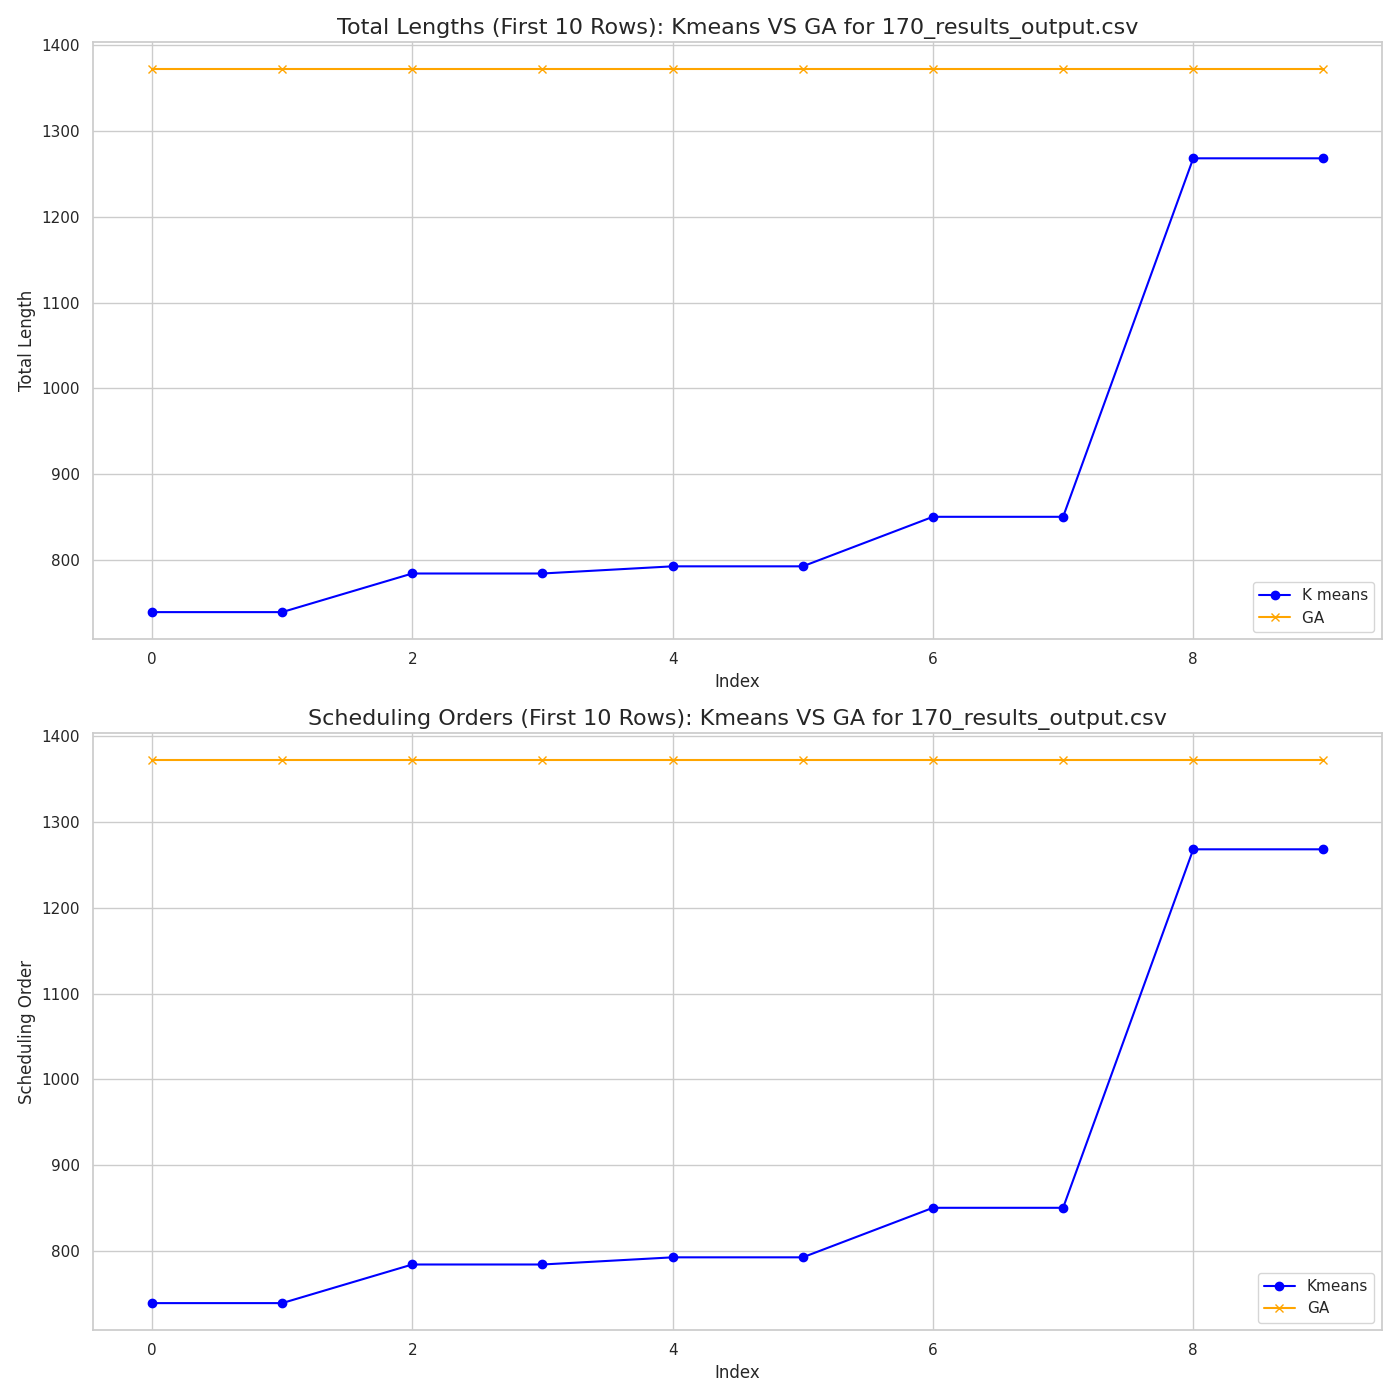 Total Lengths (First 10 Rows): Kmeans VS GA for 170_results_output.csv
1400
1300
1200
1100
1000
900
800
Total Length
K means
GA
0 2 4 6 8
Index
Scheduling Orders (First 10 Rows): Kmeans VS GA for 170_results_output.csv
1400
1300
1200
1100
1000
900
800
Scheduling Order
Kmeans
GA
0 2 4 6 8
Index